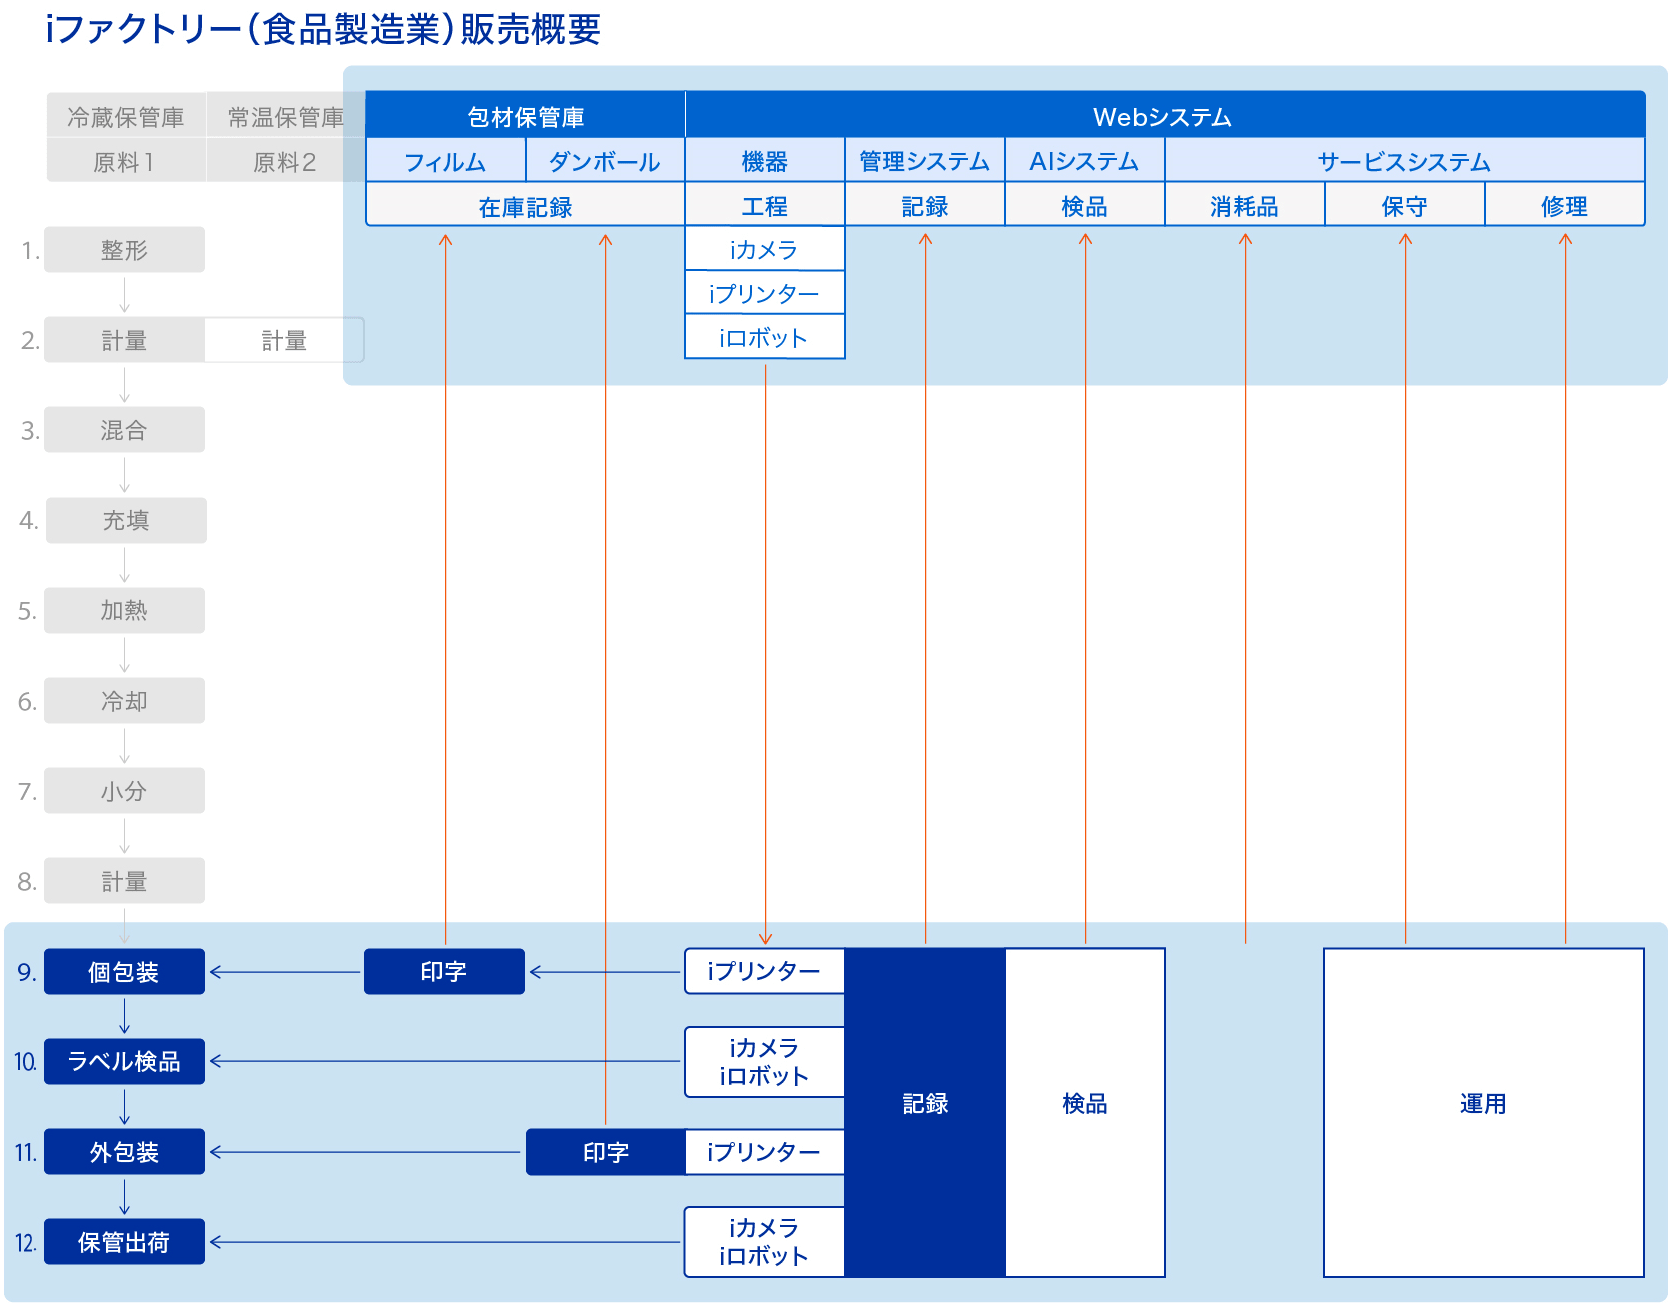 iファクトリー（食品製造業）販売概要
冷蔵保管庫 常温保管庫 包材保管庫 Webシステム
原料1 原料2 フィルム ダンボール 機器 管理システム AIシステム サービスシステム
在庫記録 工程 記録 検品 消耗品 保守 修理
1. 整形 iカメラ
iプリンター
2. 計量 計量 iロボット
3. 混合
4. 充填
5. 加熱
6. 冷却
7. 小分
8. 計量
9. 個包装 印字 iプリンター
10. ラベル検品 iカメラ
iロボット
記録 検品 運用
11. 外包装 印字 iプリンター
12. 保管出荷 iカメラ
iロボット